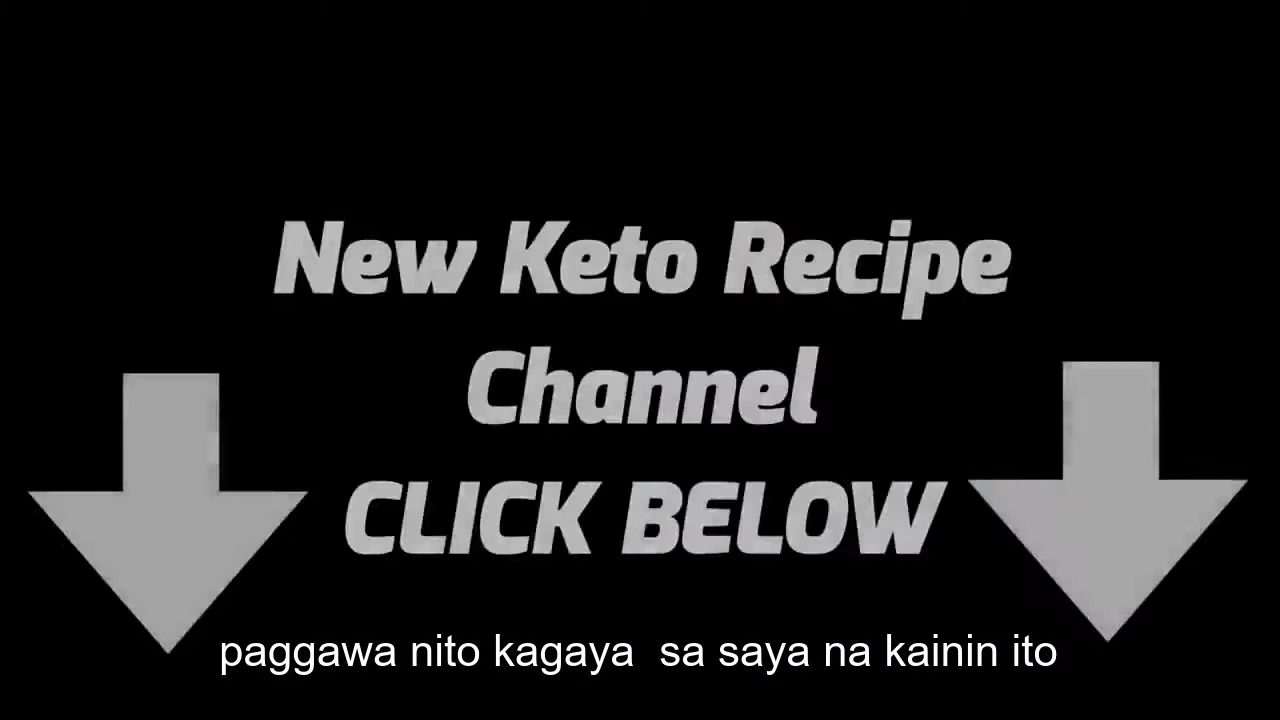 New Keto Recipe
Channel
CLICK BELOW
paggawa nito kagaya  sa saya na kainin ito